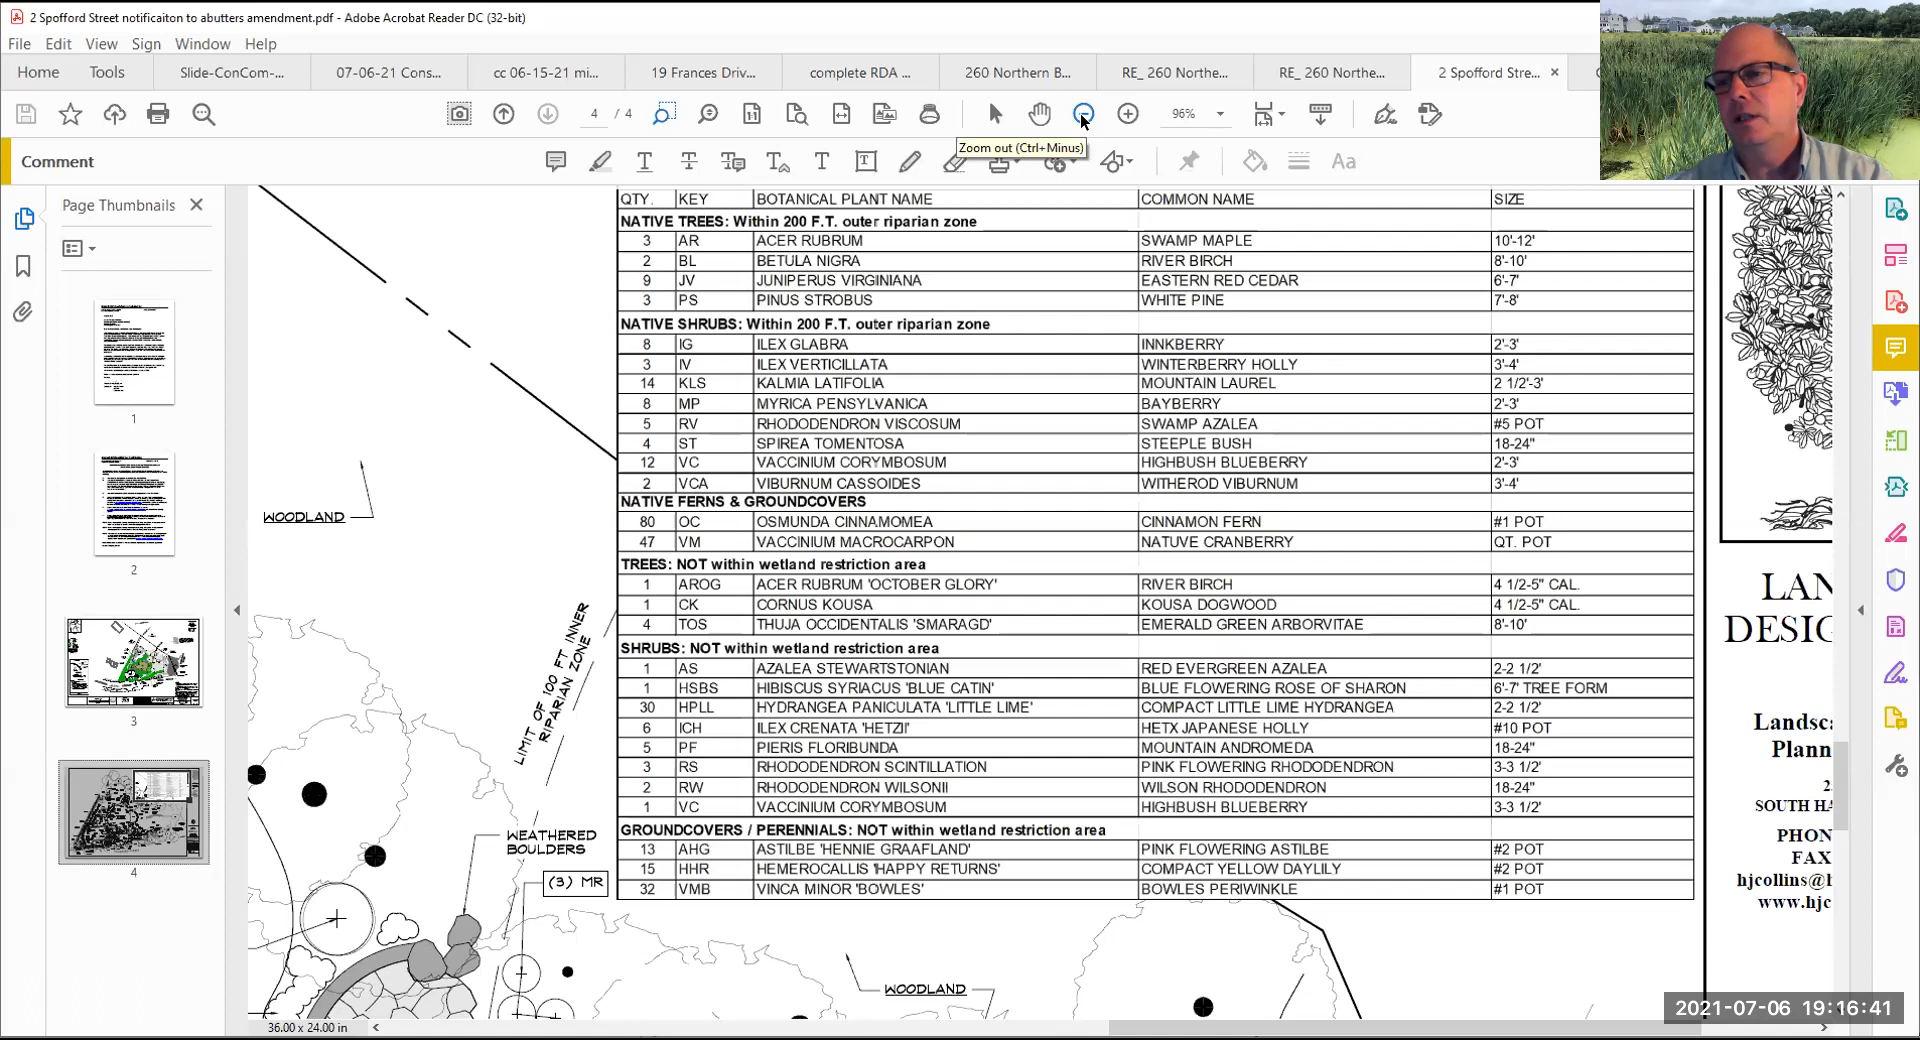 2 Spofford Street notificaiton to abutters amendment.pdf - Adobe Acrobat Reader DC (32-bit)
File Edit View Sign Window Help
Home Tools Slide-ConCom-... 07-06-21 Cons... cc 06-15-21 mi... 19 Frances Driv... complete RDA ... 260 Northern B... RE_ 260 Northe... RE_ 260 Northe... 2 Spofford Stre...
4 / 4 96%
Zoom out (Ctrl+Minus)
Comment
Aa
Page Thumbnails
1
2
3
4
QTY. KEY BOTANICAL PLANT NAME COMMON NAME SIZE
NATIVE TREES: Within 200 F.T. outer riparian zone
3 AR ACER RUBRUM SWAMP MAPLE 10'-12'
2 BL BETULA NIGRA RIVER BIRCH 8'-10'
9 JV JUNIPERUS VIRGINIANA EASTERN RED CEDAR 6'-7'
3 PS PINUS STROBUS WHITE PINE 7'-8'
NATIVE SHRUBS: Within 200 F.T. outer riparian zone
8 IG ILEX GLABRA INNKBERRY 2'-3'
3 IV ILEX VERTICILLATA WINTERBERRY HOLLY 3'-4'
14 KLS KALMIA LATIFOLIA MOUNTAIN LAUREL 2 1/2'-3'
8 MP MYRICA PENSYLVANICA BAYBERRY 2'-3'
5 RV RHODODENDRON VISCOSUM SWAMP AZALEA #5 POT
4 ST SPIREA TOMENTOSA STEEPLE BUSH 18-24"
12 VC VACCINIUM CORYMBOSUM HIGHBUSH BLUEBERRY 2'-3'
2 VCA VIBURNUM CASSOIDES WITHEROD VIBURNUM 3'-4'
NATIVE FERNS & GROUNDCOVERS
80 OC OSMUNDA CINNAMOMEA CINNAMON FERN #1 POT
47 VM VACCINIUM MACROCARPON NATUVE CRANBERRY QT. POT
TREES: NOT within wetland restriction area
1 AROG ACER RUBRUM 'OCTOBER GLORY' RIVER BIRCH 4 1/2-5" CAL.
1 CK CORNUS KOUSA KOUSA DOGWOOD 4 1/2-5" CAL.
4 TOS THUJA OCCIDENTALIS 'SMARAGD' EMERALD GREEN ARBORVITAE 8'-10'
SHRUBS: NOT within wetland restriction area
1 AS AZALEA STEWARTSTONIAN RED EVERGREEN AZALEA 2-2 1/2'
1 HSBS HIBISCUS SYRIACUS 'BLUE CATIN' BLUE FLOWERING ROSE OF SHARON 6'-7' TREE FORM
30 HPLL HYDRANGEA PANICULATA 'LITTLE LIME' COMPACT LITTLE LIME HYDRANGEA 2-2 1/2'
6 ICH ILEX CRENATA 'HETZII' HETX JAPANESE HOLLY #10 POT
5 PF PIERIS FLORIBUNDA MOUNTAIN ANDROMEDA 18-24"
3 RS RHODODENDRON SCINTILLATION PINK FLOWERING RHODODENDRON 3-3 1/2'
2 RW RHODODENDRON WILSONII WILSON RHODODENDRON 18-24"
1 VC VACCINIUM CORYMBOSUM HIGHBUSH BLUEBERRY 3-3 1/2'
GROUNDCOVERS / PERENNIALS: NOT within wetland restriction area
13 AHG ASTILBE 'HENNIE GRAAFLAND' PINK FLOWERING ASTILBE #2 POT
15 HHR HEMEROCALLIS 'HAPPY RETURNS' COMPACT YELLOW DAYLILY #2 POT
32 VMB VINCA MINOR 'BOWLES' BOWLES PERIWINKLE #1 POT
WOODLAND
LIMIT OF 100 FT INNER
RIPARIAN ZONE
WEATHERED
BOULDERS
(3) MR
WOODLAND
LAN
DESIG
Landsca
Plann
2
SOUTH HA
PHON
FAX
hjcollins@h
www.hjc
36.00 x 24.00 in
2021-07-06 19:16:41